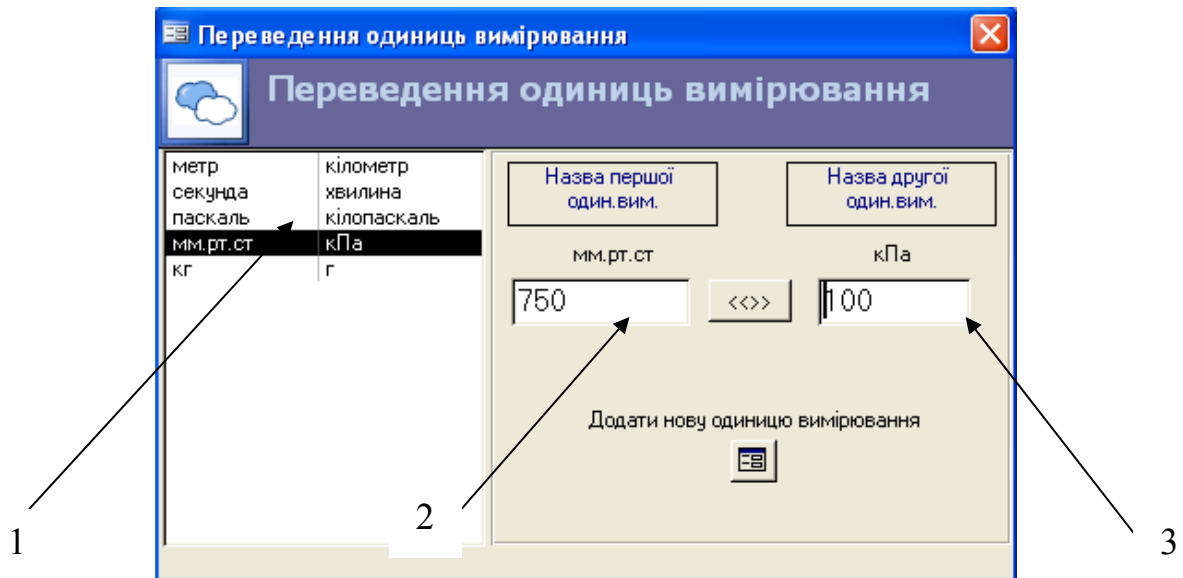 Переведення одиниць вимірювання
Переведення одиниць вимірювання
метр кілометр
секунда хвилина
паскаль кілопаскаль
мм.рт.ст кПа
кг г
Назва першої
один.вим.
Назва другої
один.вим.
мм.рт.ст кПа
750 <<>> 100
Додати нову одиницю вимірювання
1 2 3